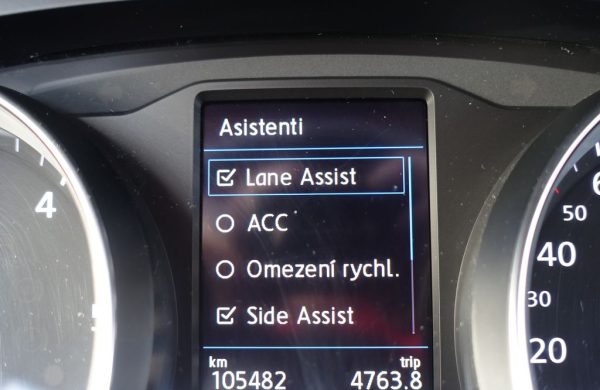 Asistenti
Lane Assist
ACC
Omezení rychl.
Side Assist
km trip
105482 4763.8
4
50
40
30
20